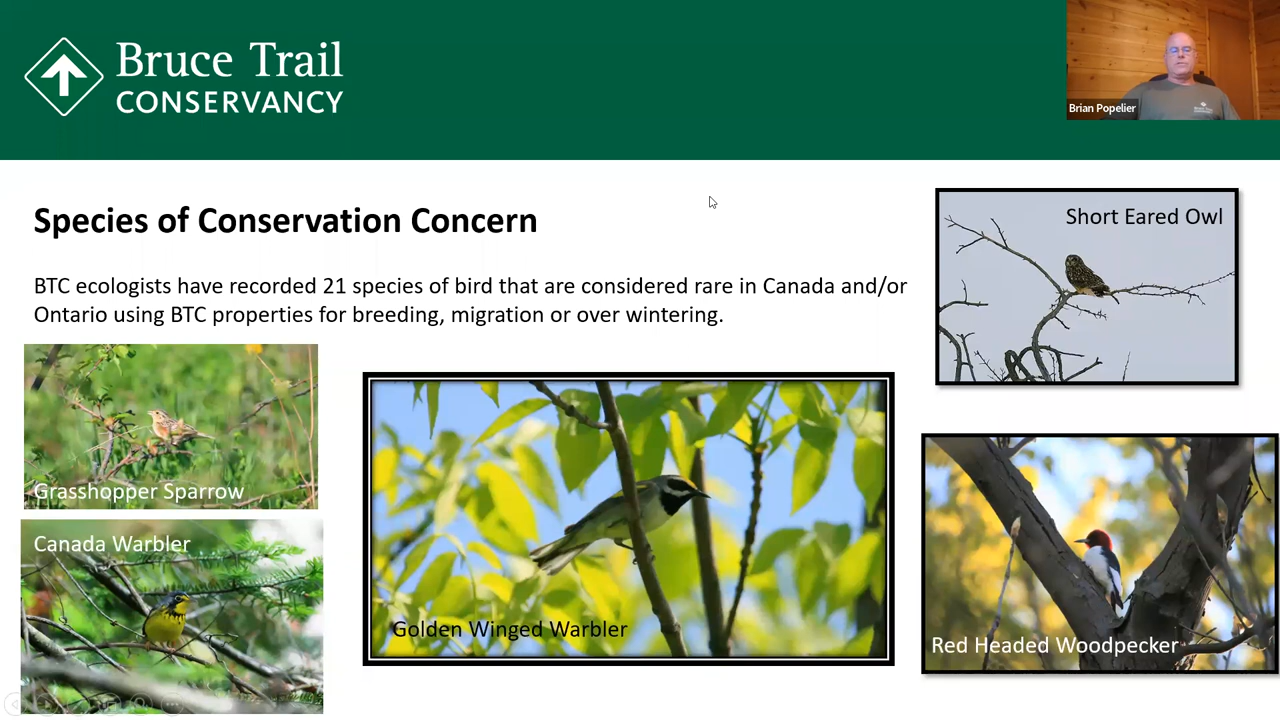 Bruce Trail
CONSERVANCY
Brian Popelier
Species of Conservation Concern
Short Eared Owl
BTC ecologists have recorded 21 species of bird that are considered rare in Canada and/or
Ontario using BTC properties for breeding, migration or over wintering.
Grasshopper Sparrow
Canada Warbler
Golden Winged Warbler
Red Headed Woodpecker